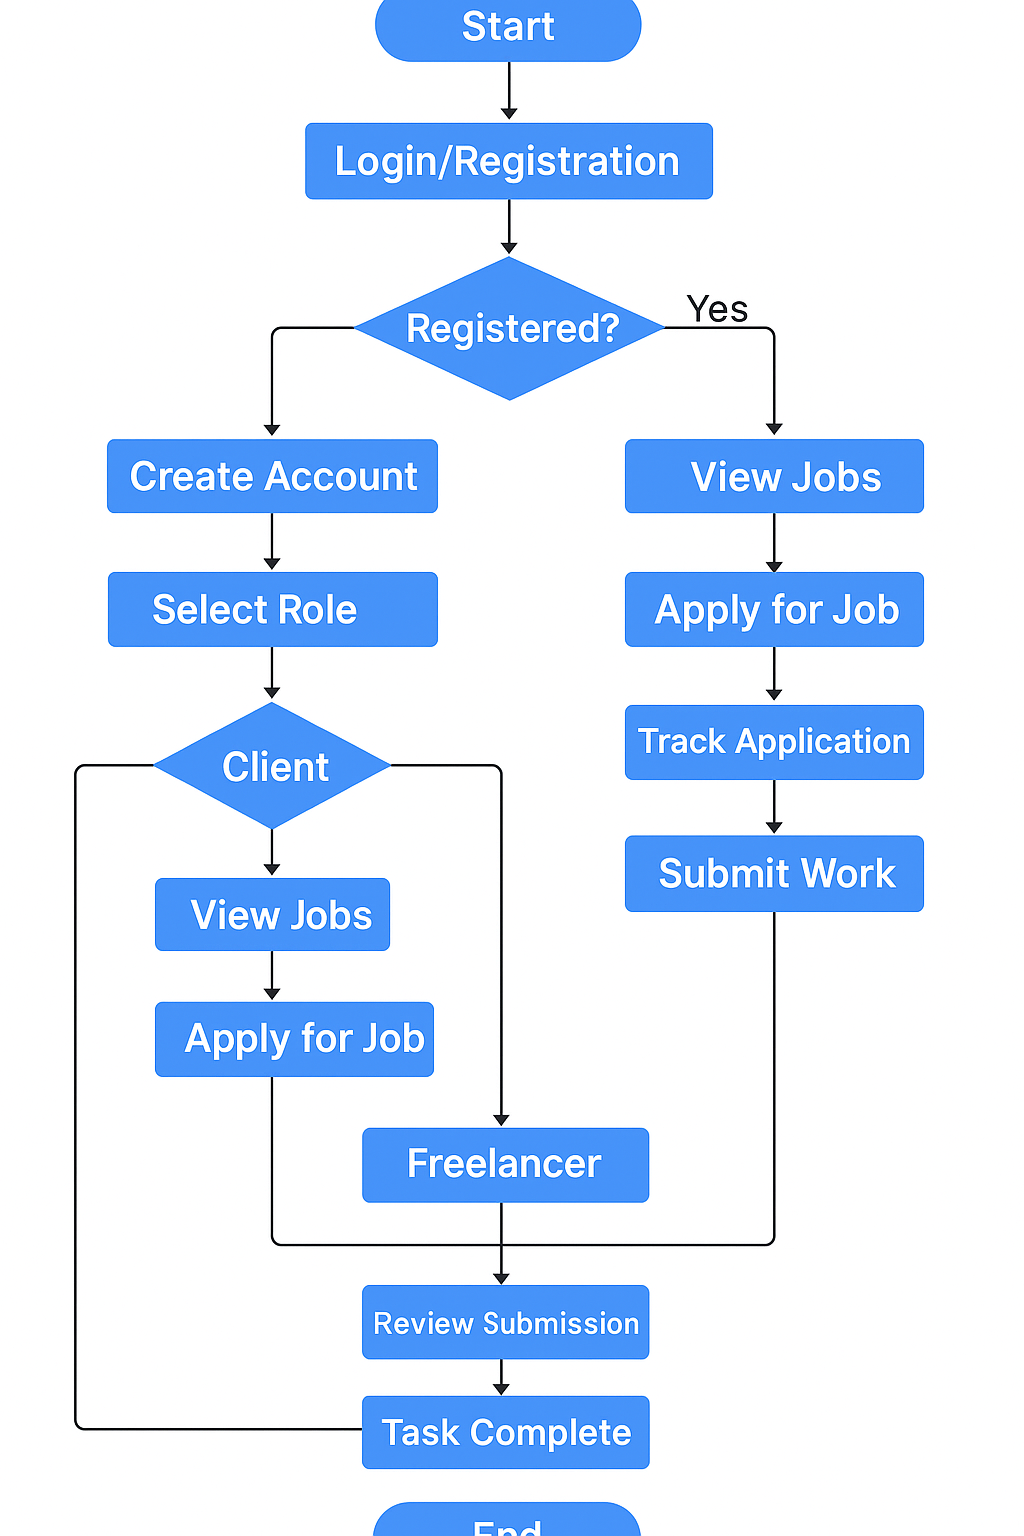 Start
Login/Registration
Registered?
Yes
Create Account
View Jobs
Select Role
Apply for Job
Client
Track Application
View Jobs
Submit Work
Apply for Job
Freelancer
Review Submission
Task Complete
End